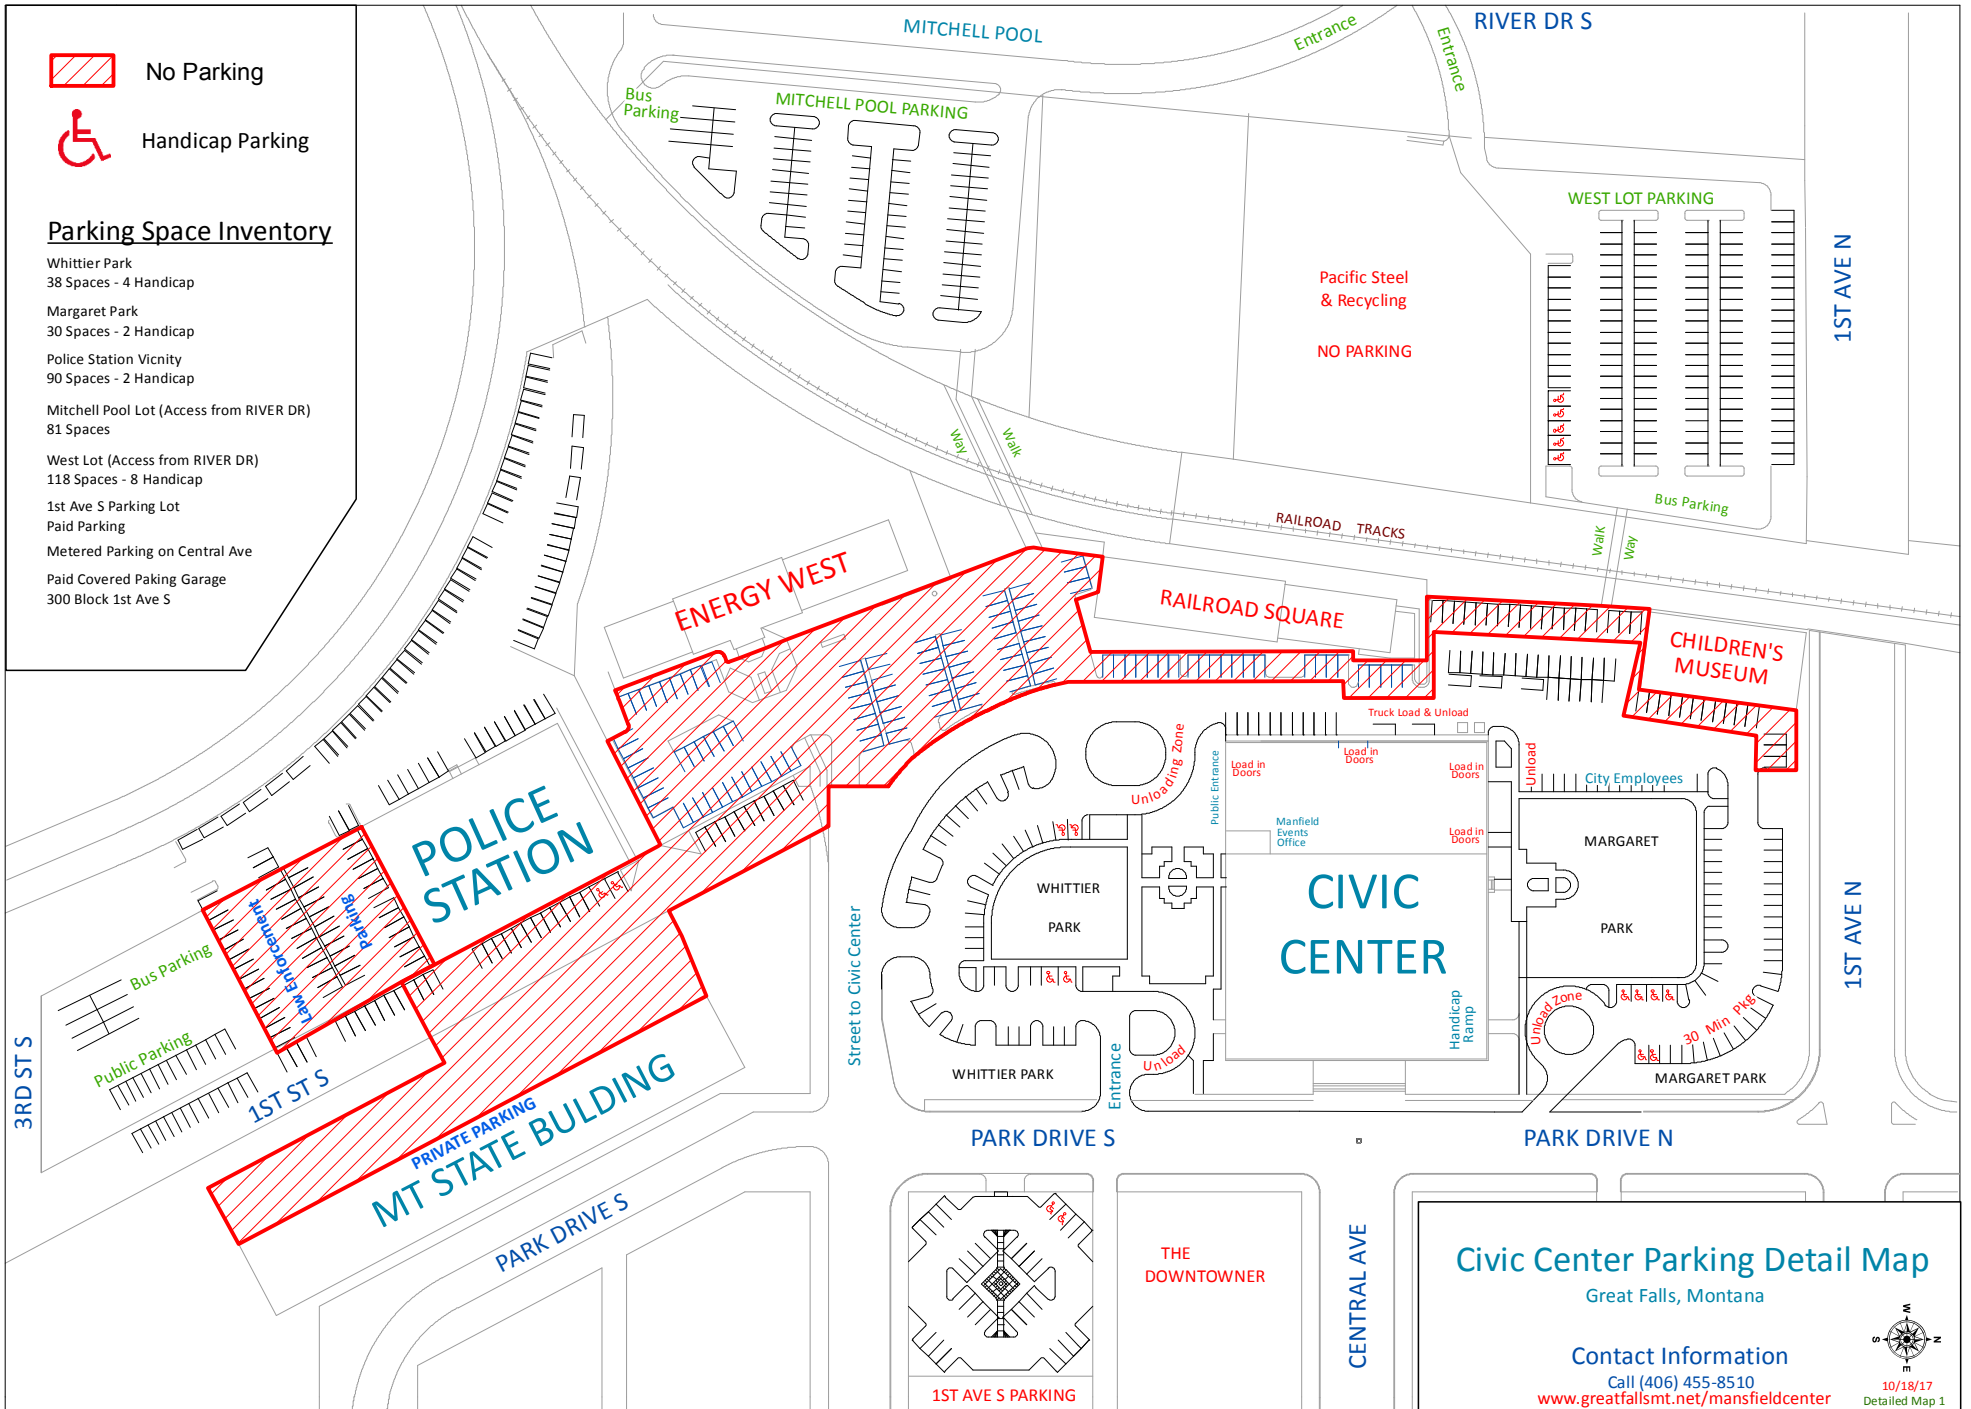 No Parking
Handicap Parking
Parking Space Inventory
Whittier Park
38 Spaces - 4 Handicap
Margaret Park
30 Spaces - 2 Handicap
Police Station Vicnity
90 Spaces - 2 Handicap
Mitchell Pool Lot (Access from RIVER DR)
81 Spaces
West Lot (Access from RIVER DR)
118 Spaces - 8 Handicap
1st Ave S Parking Lot
Paid Parking
Metered Parking on Central Ave
Paid Covered Paking Garage
300 Block 1st Ave S
MITCHELL POOL
Entrance
Entrance
RIVER DR S
Bus
Parking
MITCHELL POOL PARKING
WEST LOT PARKING
1ST AVE N
Pacific Steel
& Recycling
NO PARKING
Way
Walk
Bus Parking
RAILROAD TRACKS
Walk
Way
ENERGY WEST
RAILROAD SQUARE
CHILDREN'S
MUSEUM
Truck Load & Unload
Unloading Zone
Public Entrance
Load in
Doors
Load in
Doors
Load in
Doors
Unload
City Employees
POLICE
STATION
Manfield
Events
Office
Load in
Doors
MARGARET
PARK
WHITTIER
PARK
CIVIC
CENTER
Law Enforcement
Parking
Bus Parking
Street to Civic Center
1ST AVE N
Handicap
Ramp
Unload Zone
30 Min Pkg
Public Parking
3RD ST S
1ST ST S
WHITTIER PARK
Entrance
Unload
MARGARET PARK
PRIVATE PARKING
MT STATE BULDING
PARK DRIVE S
PARK DRIVE N
PARK DRIVE S
THE
DOWNTOWNER
CENTRAL AVE
1ST AVE S PARKING
Civic Center Parking Detail Map
Great Falls, Montana
Contact Information
Call (406) 455-8510
www.greatfallsmt.net/mansfieldcenter
W
S
N
E
10/18/17
Detailed Map 1